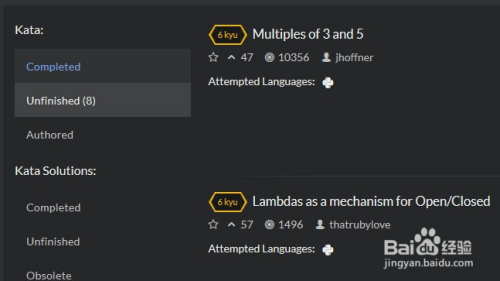 Kata:
Completed
Unfinished (8)
Authored
Kata Solutions:
Completed
Unfinished
Obsolete
6 kyu Multiples of 3 and 5
47 10356 jhoffner
Attempted Languages:
6 kyu Lambdas as a mechanism for Open/Closed
57 1496 thatrubylove
Attempted Languages:
Baidu 经验
jingyan.baidu.com